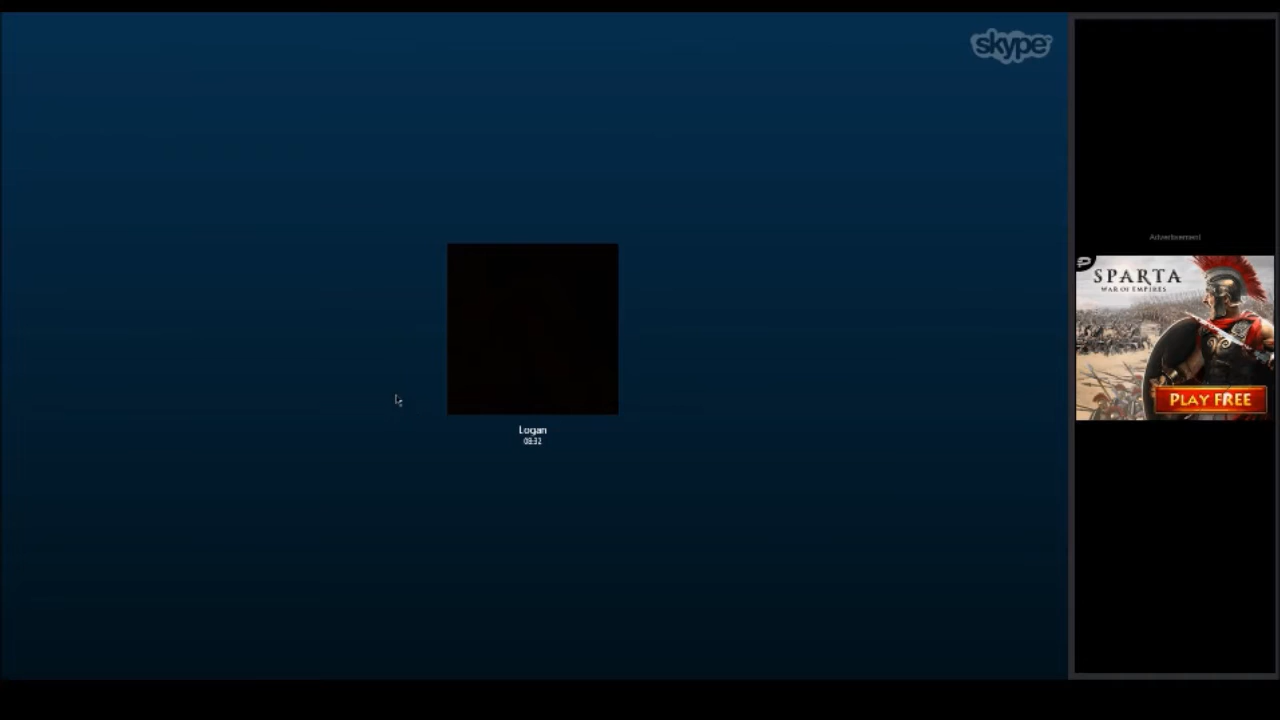 skype
Logan
08:32
Advertisement
SPARTA
WAR OF EMPIRES
PLAY FREE